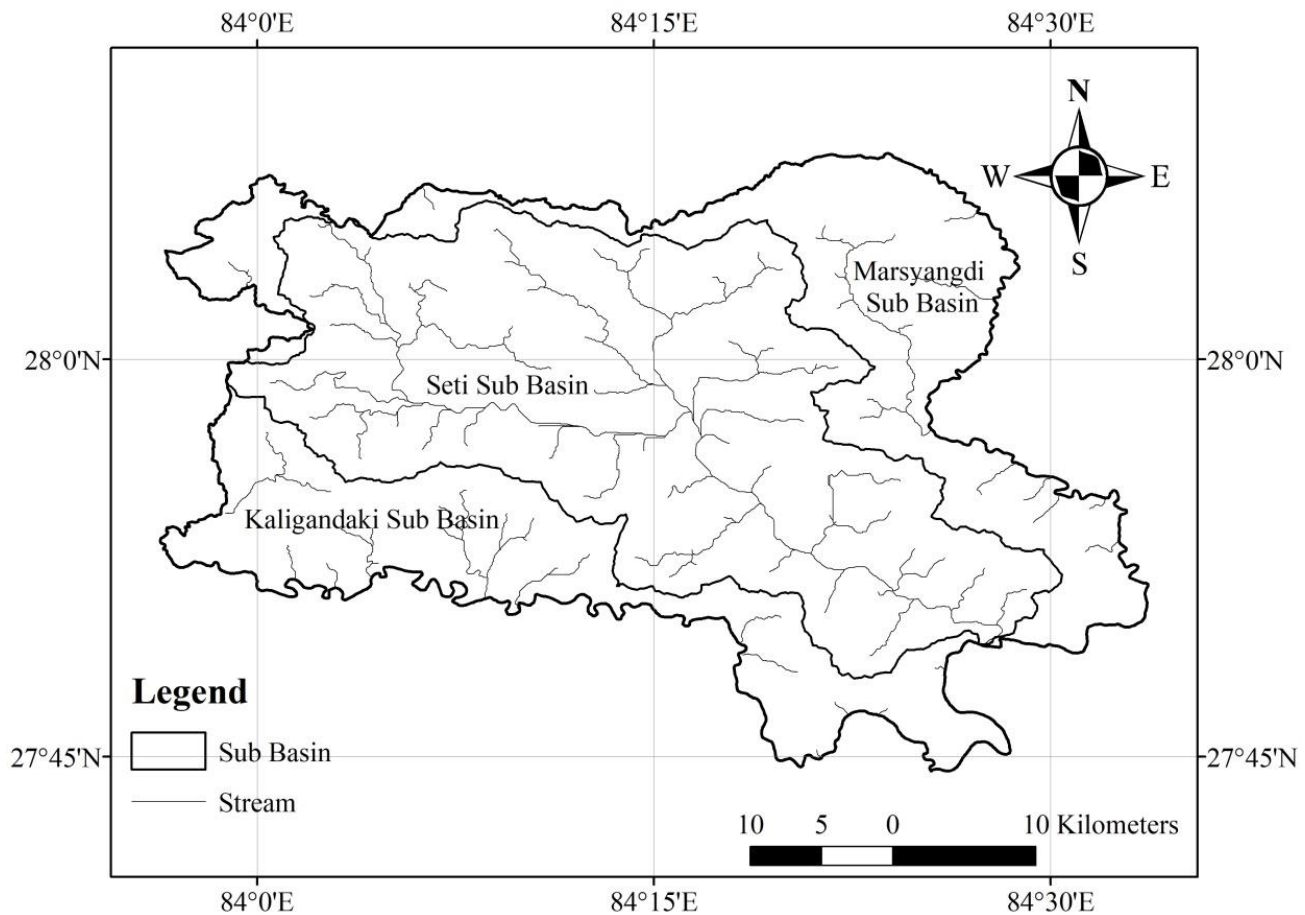 84°0'E 84°15'E 84°30'E
N
W E
S
Marsyangdi
Sub Basin
28°0'N 28°0'N
Seti Sub Basin
Kaligandaki Sub Basin
Legend
Sub Basin
27°45'N 27°45'N
Stream
10 5 0 10 Kilometers
84°0'E 84°15'E 84°30'E